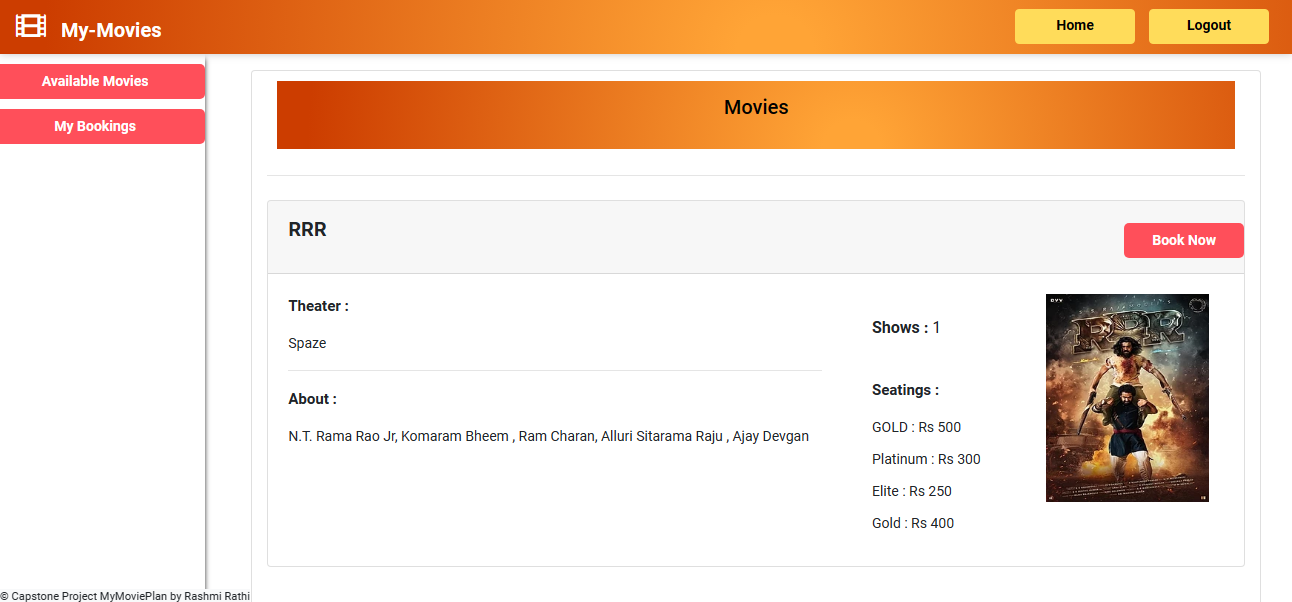 My-Movies
Home
Logout
Available Movies
My Bookings
Movies
RRR
Book Now
Theater :
Spaze
About :
N.T. Rama Rao Jr, Komaram Bheem , Ram Charan, Alluri Sitarama Raju , Ajay Devgan
Shows : 1
Seatings :
GOLD : Rs 500
Platinum : Rs 300
Elite : Rs 250
Gold : Rs 400
DVV
RRR
© Capstone Project MyMoviePlan by Rashmi Rathi